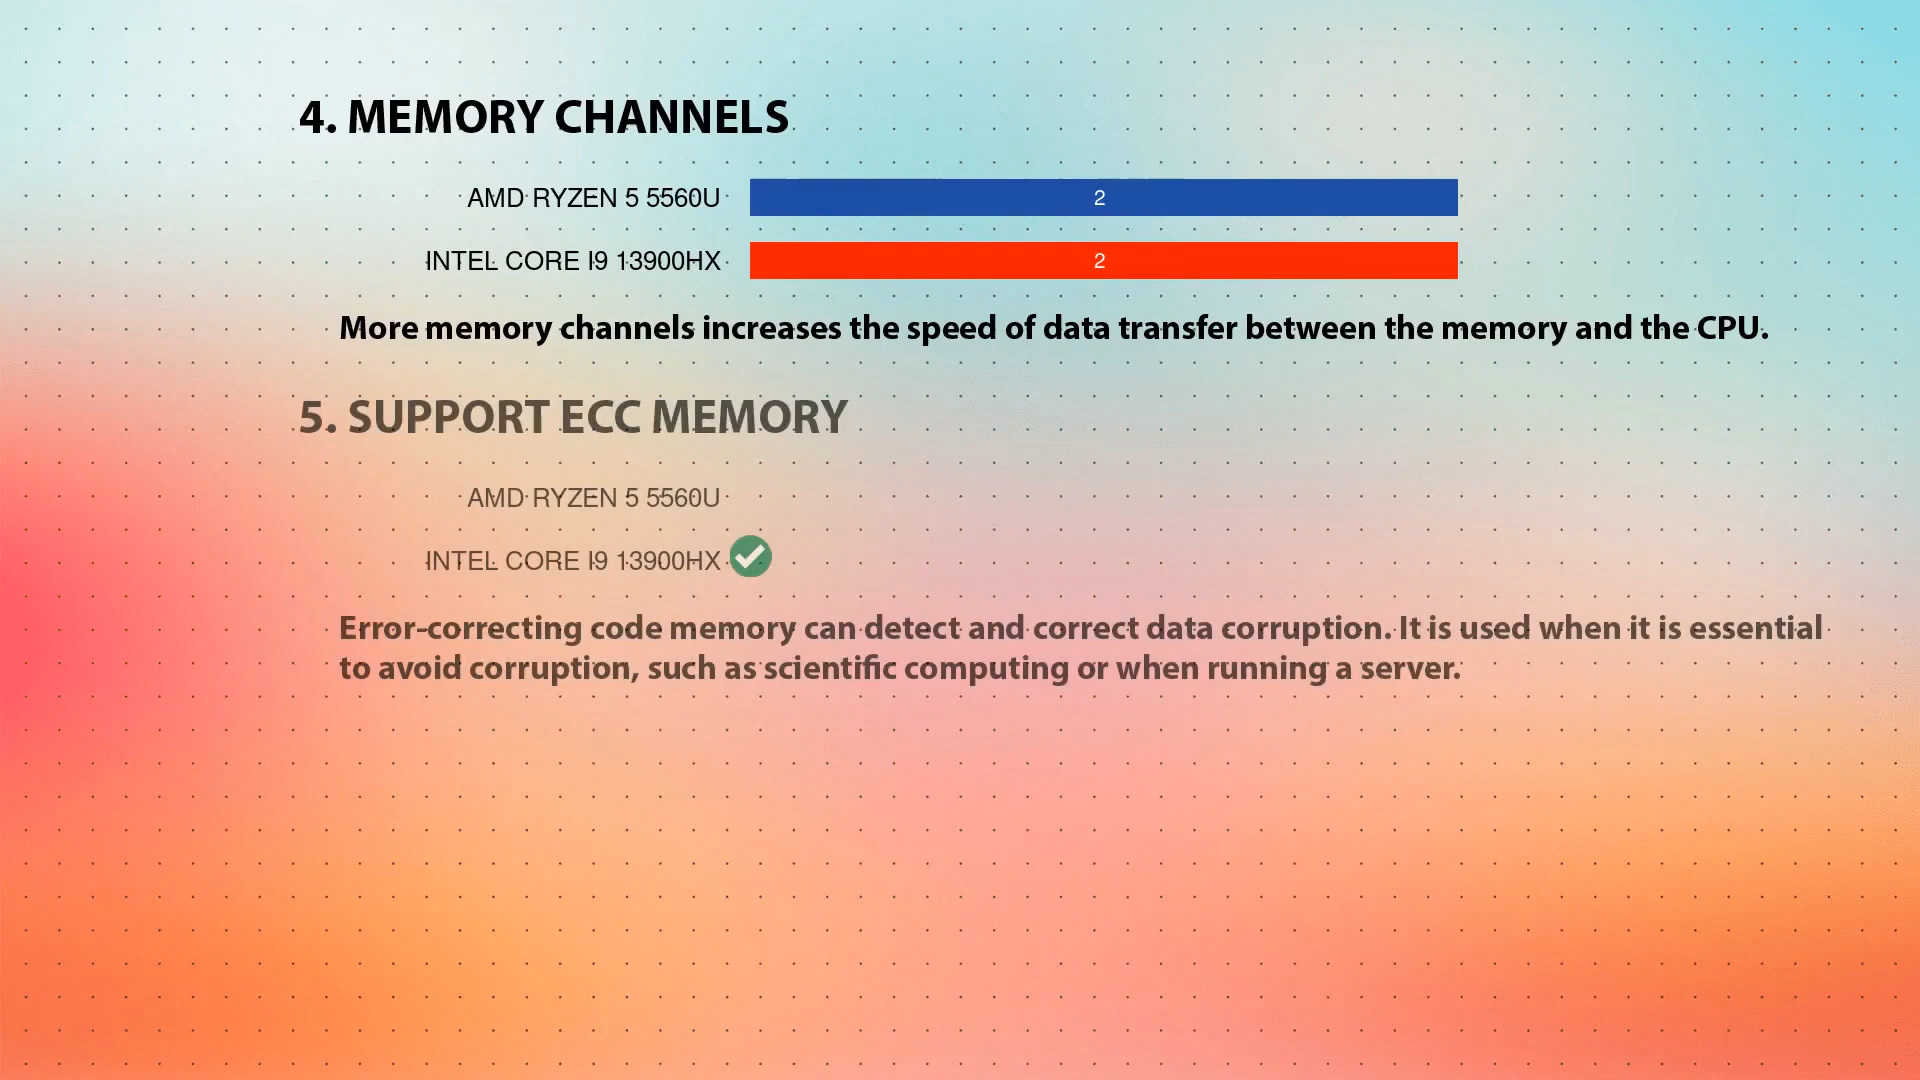 4. MEMORY CHANNELS
AMD RYZEN 5 5560U
2
INTEL CORE I9 13900HX
2
More memory channels increases the speed of data transfer between the memory and the CPU.
5. SUPPORT ECC MEMORY
AMD RYZEN 5 5560U
INTEL CORE I9 13900HX
Error-correcting code memory can detect and correct data corruption. It is used when it is essential
to avoid corruption, such as scientific computing or when running a server.